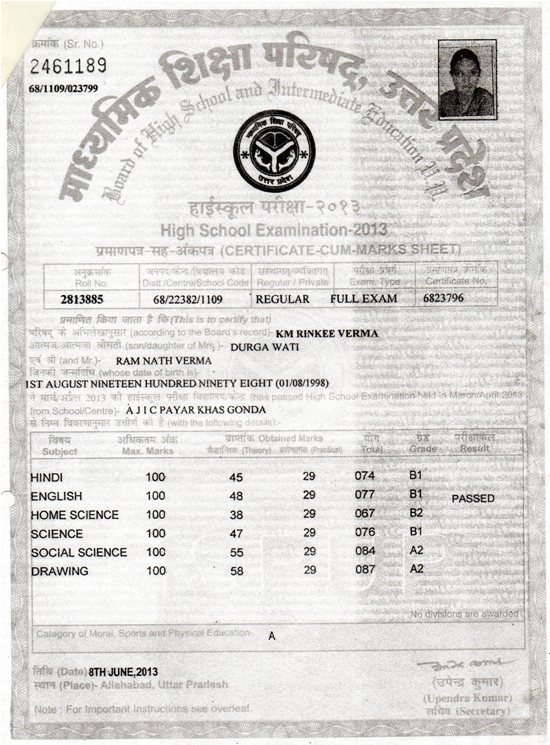 क्रमांक (Sr. No.)
2461189
68/1109/023799
माध्यमिक शिक्षा परिषद, उत्तर प्रदेश
Board of High School and Intermediate Education U.P.
माध्यमिक शिक्षा परिषद
उत्तर प्रदेश
हाईस्कूल परीक्षा-२०१३
High School Examination-2013
प्रमाणपत्र-सह-अंकपत्र (CERTIFICATE-CUM-MARKS SHEET)
अनुक्रमांक जनपद/केन्द्र/विद्यालय कोड संस्थागत/व्यक्तिगत परीक्षा प्रवर्ग प्रमाणपत्र क्रमांक
Roll No. Distt./Centre/School Code Regular / Private Exam. Type Certificate No.
2813885 68/22382/1109 REGULAR FULL EXAM 6823796
प्रमाणित किया जाता है कि (This is to certify that)
परिषद् के अभिलेखानुसार (according to the Board's record)- KM RINKEE VERMA
आत्मज/आत्मजा श्रीमती (son/daughter of Mrs.)- DURGA WATI
एवं श्री (and Mr.)- RAM NATH VERMA
जिनकी जन्मतिथि (whose date of birth is)-
1ST AUGUST NINETEEN HUNDRED NINETY EIGHT (01/08/1998)
ने मार्च/अप्रैल 2013 की हाईस्कूल परीक्षा विद्यालय/केन्द्र (has passed High School Examination held in March/April 2013
from School/Centre)- A J I C PAYAR KHAS GONDA
से निम्न विवरणानुसार उत्तीर्ण की है (with the following details):-
विषय अधिकतम अंक प्राप्तांक Obtained Marks योग ग्रेड परीक्षाफल
Subject Max. Marks सैद्धान्तिक (Theory) प्रयोगात्मक (Practical) Total Grade Result
HINDI 100 45 29 074 B1
ENGLISH 100 48 29 077 B1 PASSED
HOME SCIENCE 100 38 29 067 B2
SCIENCE 100 47 29 076 B1
SOCIAL SCIENCE 100 55 29 084 A2
DRAWING 100 58 29 087 A2
No divisions are awarded
Category of Moral, Sports and Physical Education- A
तिथि (Date) 8TH JUNE,2013
स्थान (Place)- Allahabad, Uttar Pradesh
(उपेन्द्र कुमार)
(Upendra Kumar)
सचिव (Secretary)
Note : For Important Instructions see overleaf.